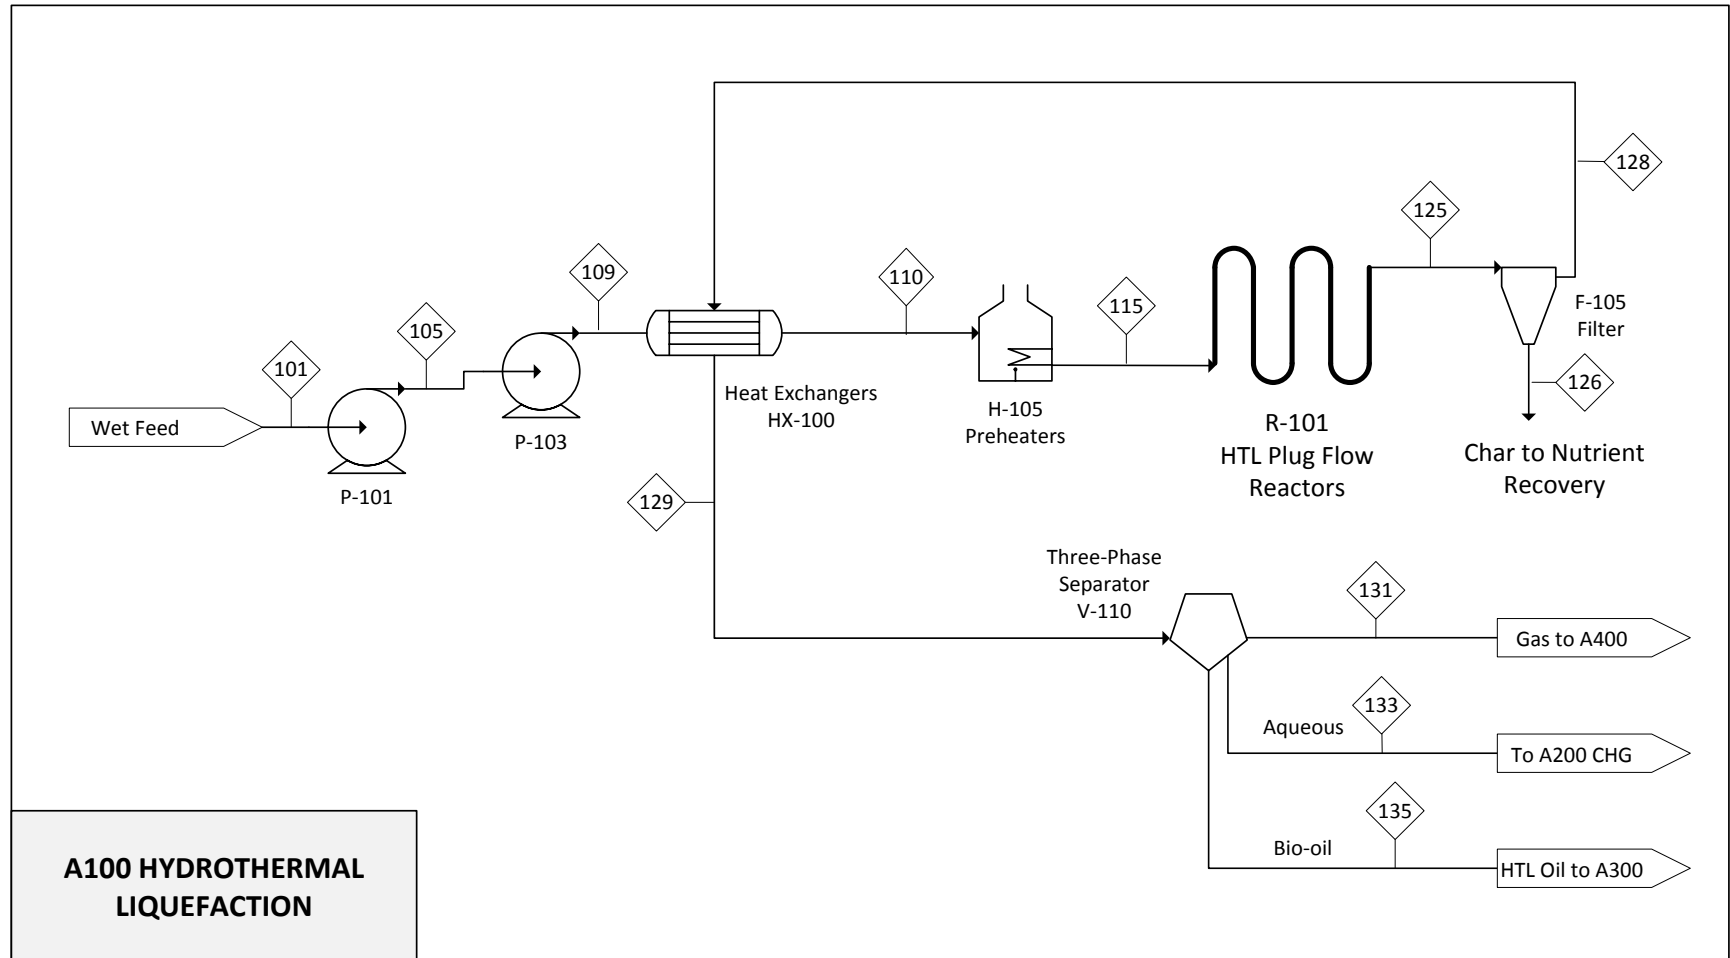 128
125
109
110
115
105
101
126
F-105
Filter
Wet Feed
P-101
P-103
Heat Exchangers
HX-100
H-105
Preheaters
R-101
HTL Plug Flow
Reactors
Char to Nutrient
Recovery
129
Three-Phase
Separator
V-110
131
Gas to A400
133
Aqueous
To A200 CHG
135
Bio-oil
HTL Oil to A300
A100 HYDROTHERMAL
LIQUEFACTION